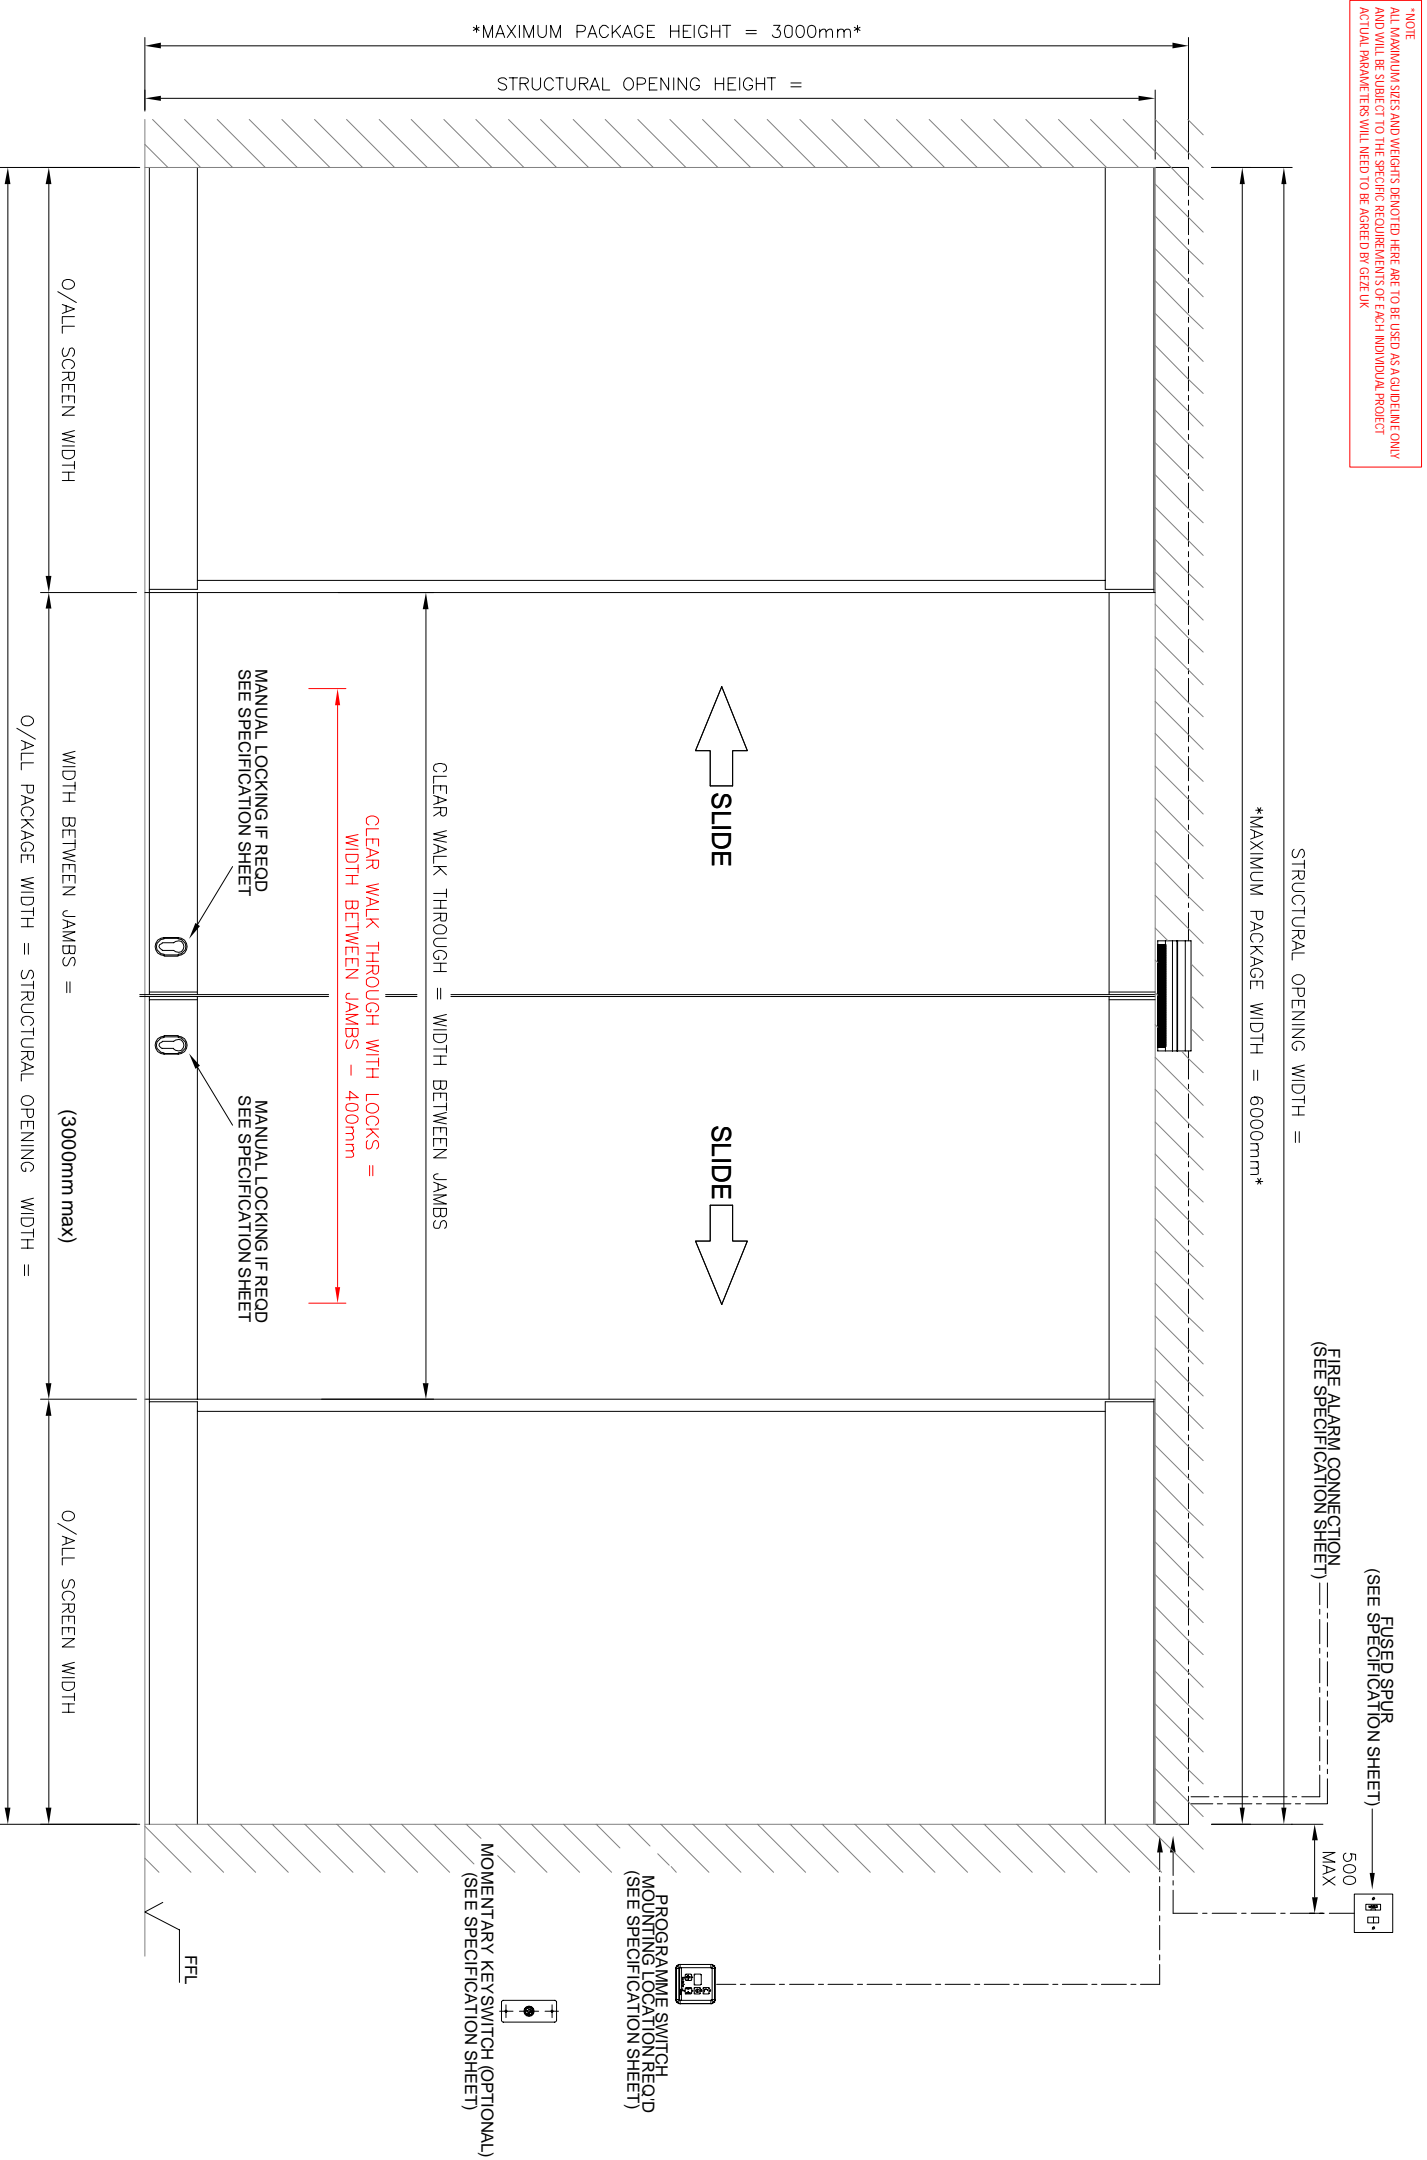 *NOTE
ALL MAXIMUM SIZES AND WEIGHTS DENOTED HERE ARE TO BE USED AS A GUIDELINE ONLY
AND WILL BE SUBJECT TO THE SPECIFIC REQUIREMENTS OF EACH INDIVIDUAL PROJECT
ACTUAL PARAMETERS WILL NEED TO BE AGREED BY GEZE UK
*MAXIMUM PACKAGE HEIGHT = 3000mm*
STRUCTURAL OPENING HEIGHT =
FUSED SPUR
(SEE SPECIFICATION SHEET)
500
MAX
FIRE ALARM CONNECTION
(SEE SPECIFICATION SHEET)
STRUCTURAL OPENING WIDTH =
*MAXIMUM PACKAGE WIDTH = 6000mm*
SLIDE
SLIDE
PROGRAMME SWITCH
MOUNTING LOCATION REQ'D
(SEE SPECIFICATION SHEET)
MOMENTARY KEYSWITCH (OPTIONAL)
(SEE SPECIFICATION SHEET)
CLEAR WALK THROUGH = WIDTH BETWEEN JAMBS
CLEAR WALK THROUGH WITH LOCKS =
WIDTH BETWEEN JAMBS - 400mm
MANUAL LOCKING IF REQD
SEE SPECIFICATION SHEET
MANUAL LOCKING IF REQD
SEE SPECIFICATION SHEET
FFL
O/ALL SCREEN WIDTH
WIDTH BETWEEN JAMBS =
(3000mm max)
O/ALL SCREEN WIDTH
O/ALL PACKAGE WIDTH = STRUCTURAL OPENING WIDTH =